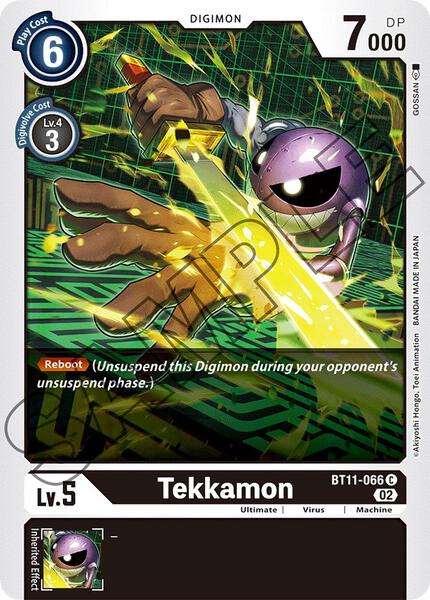 Play Cost
6
DIGIMON
7000
DP
Digivolve Cost
Lv.4
3
GOSSAN
SAMPLE
©Akiyoshi Hongo, Toei Animation BANDAI MADE IN JAPAN
Reboot (Unsuspend this Digimon during your opponent's
unsuspend phase.)
Lv.5
Tekkamon
BT11-066 C
02
Ultimate | Virus | Machine
Inherited Effect
–